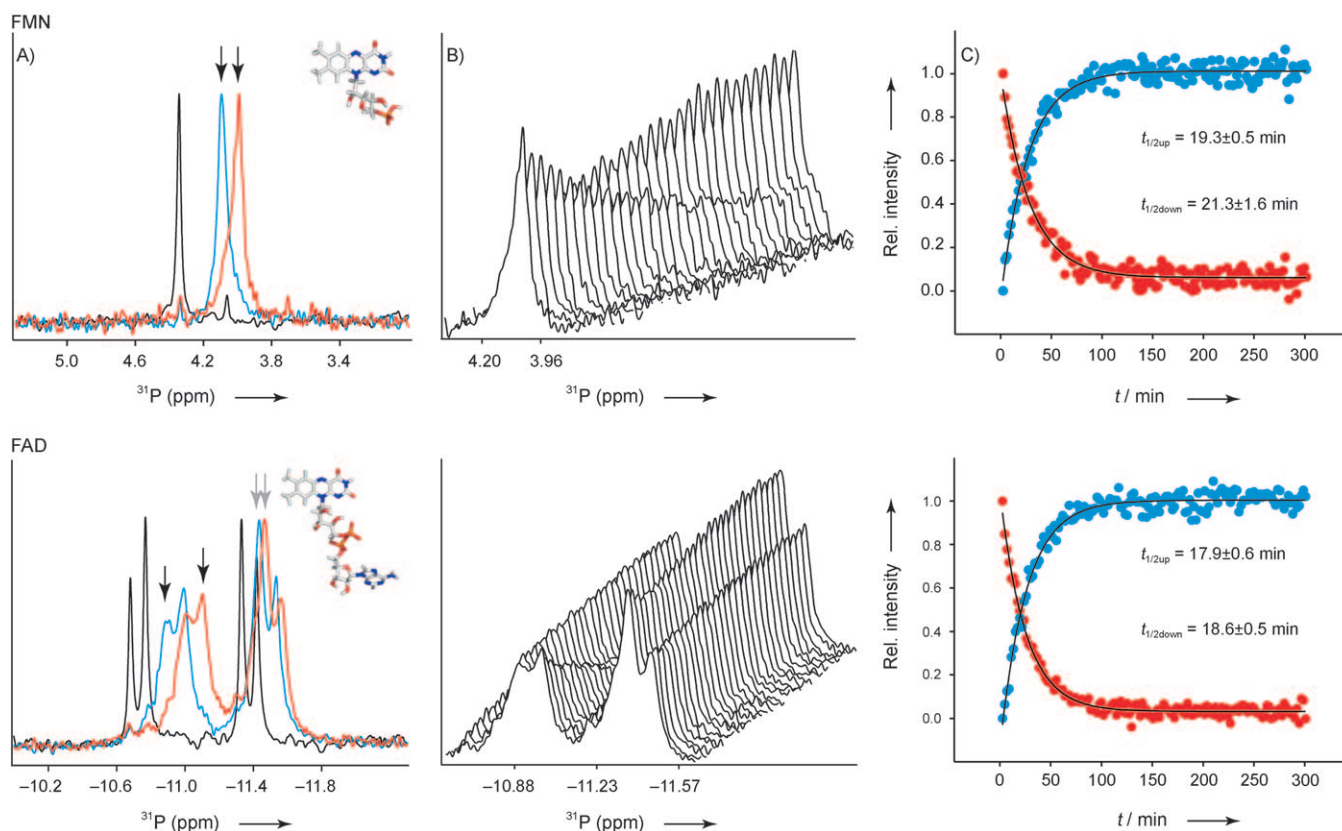 FMN
A)
5.0 4.6 4.2 3.8 3.4
³¹P (ppm)
B)
4.20 3.96
³¹P (ppm)
C)
Rel. intensity
1.0
0.8
0.6
0.4
0.2
0.0
t1/2up = 19.3±0.5 min
t1/2down = 21.3±1.6 min
0 50 100 150 200 250 300
t / min
FAD
–10.2 –10.6 –11.0 –11.4 –11.8
³¹P (ppm)
–10.88 –11.23 –11.57
³¹P (ppm)
Rel. intensity
1.0
0.8
0.6
0.4
0.2
0.0
t1/2up = 17.9±0.6 min
t1/2down = 18.6±0.5 min
0 50 100 150 200 250 300
t / min